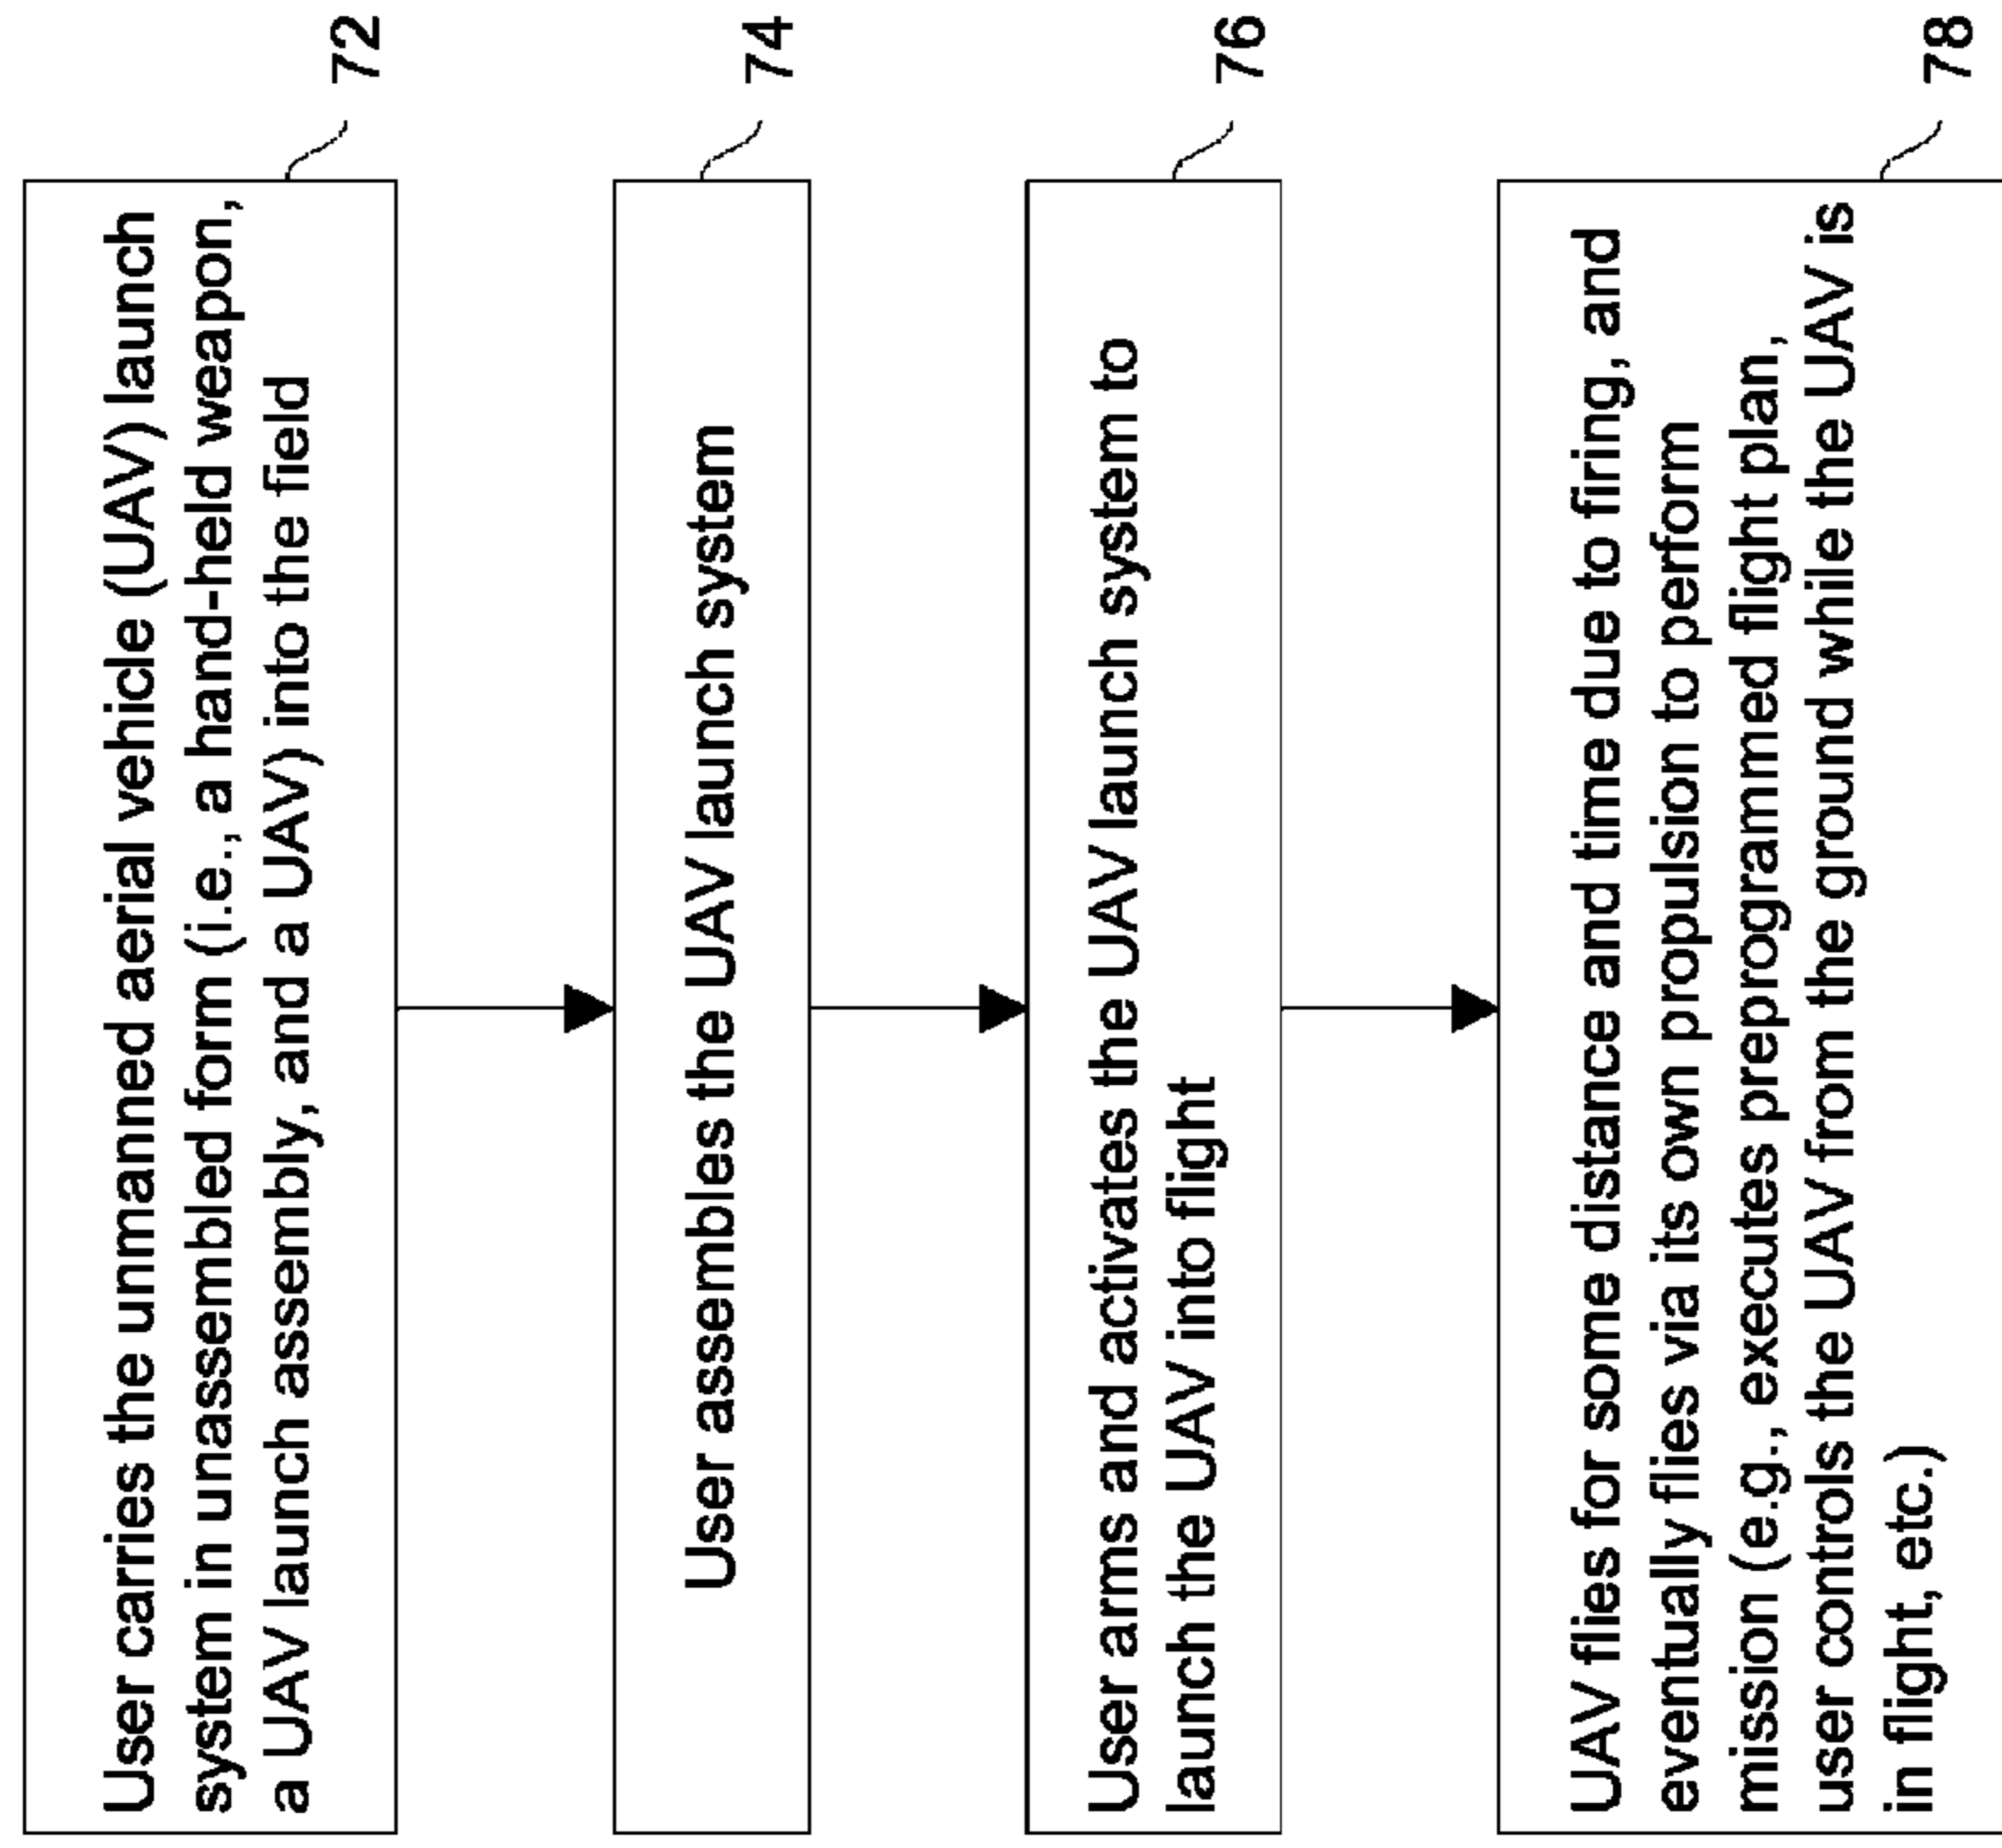 User carries the unmanned aerial vehicle (UAV) launch
system in unassembled form (i.e., a hand-held weapon,
a UAV launch assembly, and a UAV) into the field
72
User assembles the UAV launch system
74
User arms and activates the UAV launch system to
launch the UAV into flight
76
UAV flies for some distance and time due to firing, and
eventually flies via its own propulsion to perform
mission (e.g., executes preprogrammed flight plan,
user controls the UAV from the ground while the UAV is
in flight, etc.)
78